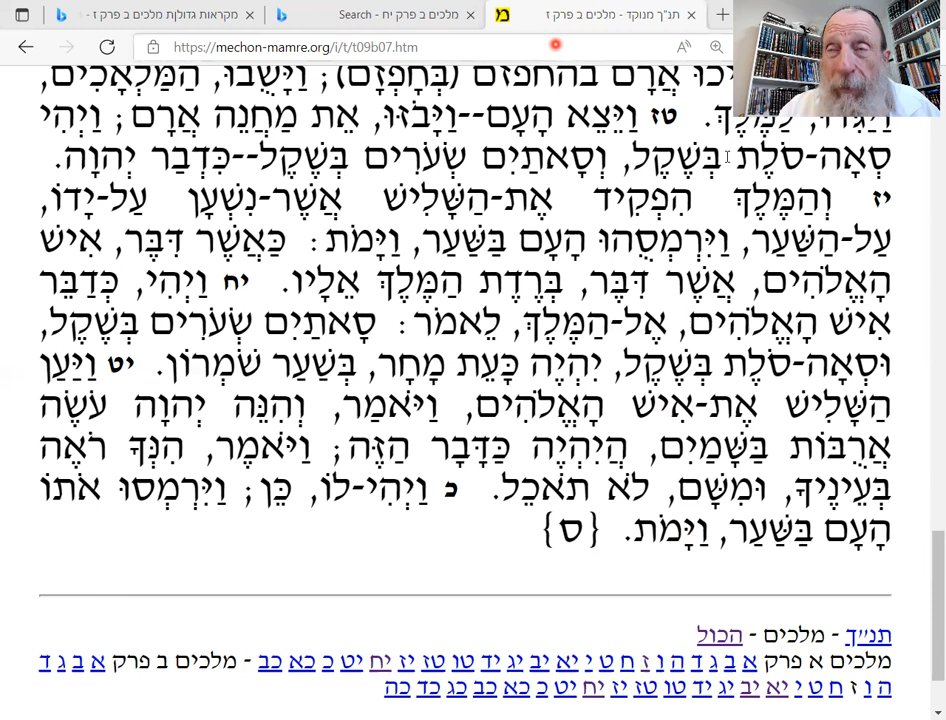 מקראות גדולות מלכים ב פרק ז -
מלכים ב פרק יח - Search
תנ"ך מנוקד - מלכים ב פרק ז
https://mechon-mamre.org/i/t/t09b07.htm
אֲרָם בהחפזם (בְּחָפְזָם); וַיָּשֻׁבוּ, הַמַּלְאָכִים,
וַיַּגִּדוּ, לַמֶּלֶךְ. טז וַיֵּצֵא הָעָם--וַיָּבֹזּוּ, אֵת מַחֲנֵה אֲרָם; וַיְהִי
סְאָה-סֹלֶת בְּשֶׁקֶל, וְסָאתַיִם שְׂעֹרִים בְּשֶׁקֶל--כִּדְבַר יְהוָה.
יז וְהַמֶּלֶךְ הִפְקִיד אֶת-הַשָּׁלִישׁ אֲשֶׁר-נִשְׁעָן עַל-יָדוֹ,
עַל-הַשַּׁעַר, וַיִּרְמְסֻהוּ הָעָם בַּשַּׁעַר, וַיָּמֹת: כַּאֲשֶׁר דִּבֶּר, אִישׁ
הָאֱלֹהִים, אֲשֶׁר דִּבֶּר, בְּרֶדֶת הַמֶּלֶךְ אֵלָיו. יח וַיְהִי, כְּדַבֵּר
אִישׁ הָאֱלֹהִים, אֶל-הַמֶּלֶךְ, לֵאמֹר: סָאתַיִם שְׂעֹרִים בְּשֶׁקֶל,
וּסְאָה-סֹלֶת בְּשֶׁקֶל, יִהְיֶה כָּעֵת מָחָר, בְּשַׁעַר שֹׁמְרוֹן. יט וַיַּעַן
הַשָּׁלִישׁ אֶת-אִישׁ הָאֱלֹהִים, וַיֹּאמַר, וְהִנֵּה יְהוָה עֹשֶׂה
אֲרֻבּוֹת בַּשָּׁמַיִם, הֲיִהְיֶה כַּדָּבָר הַזֶּה; וַיֹּאמֶר, הִנְּךָ רֹאֶה
בְּעֵינֶיךָ, וּמִשָּׁם, לֹא תֹאכֵל. כ וַיְהִי-לוֹ, כֵּן; וַיִּרְמְסוּ אֹתוֹ
הָעָם בַּשַּׁעַר, וַיָּמֹת. {ס}
תנ"ך - מלכים - הכול
מלכים א פרק א ב ג ד ה ו ז ח ט י יא יב יג יד טו טז יז יח יט כ כא כב - מלכים ב פרק א ב ג ד
ה ו ז ח ט י יא יב יג יד טו טז יז יח יט כ כא כב כג כד כה